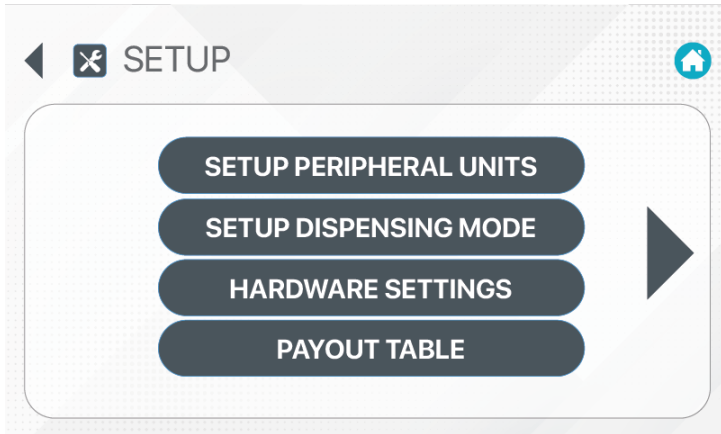 SETUP
SETUP PERIPHERAL UNITS
SETUP DISPENSING MODE
HARDWARE SETTINGS
PAYOUT TABLE